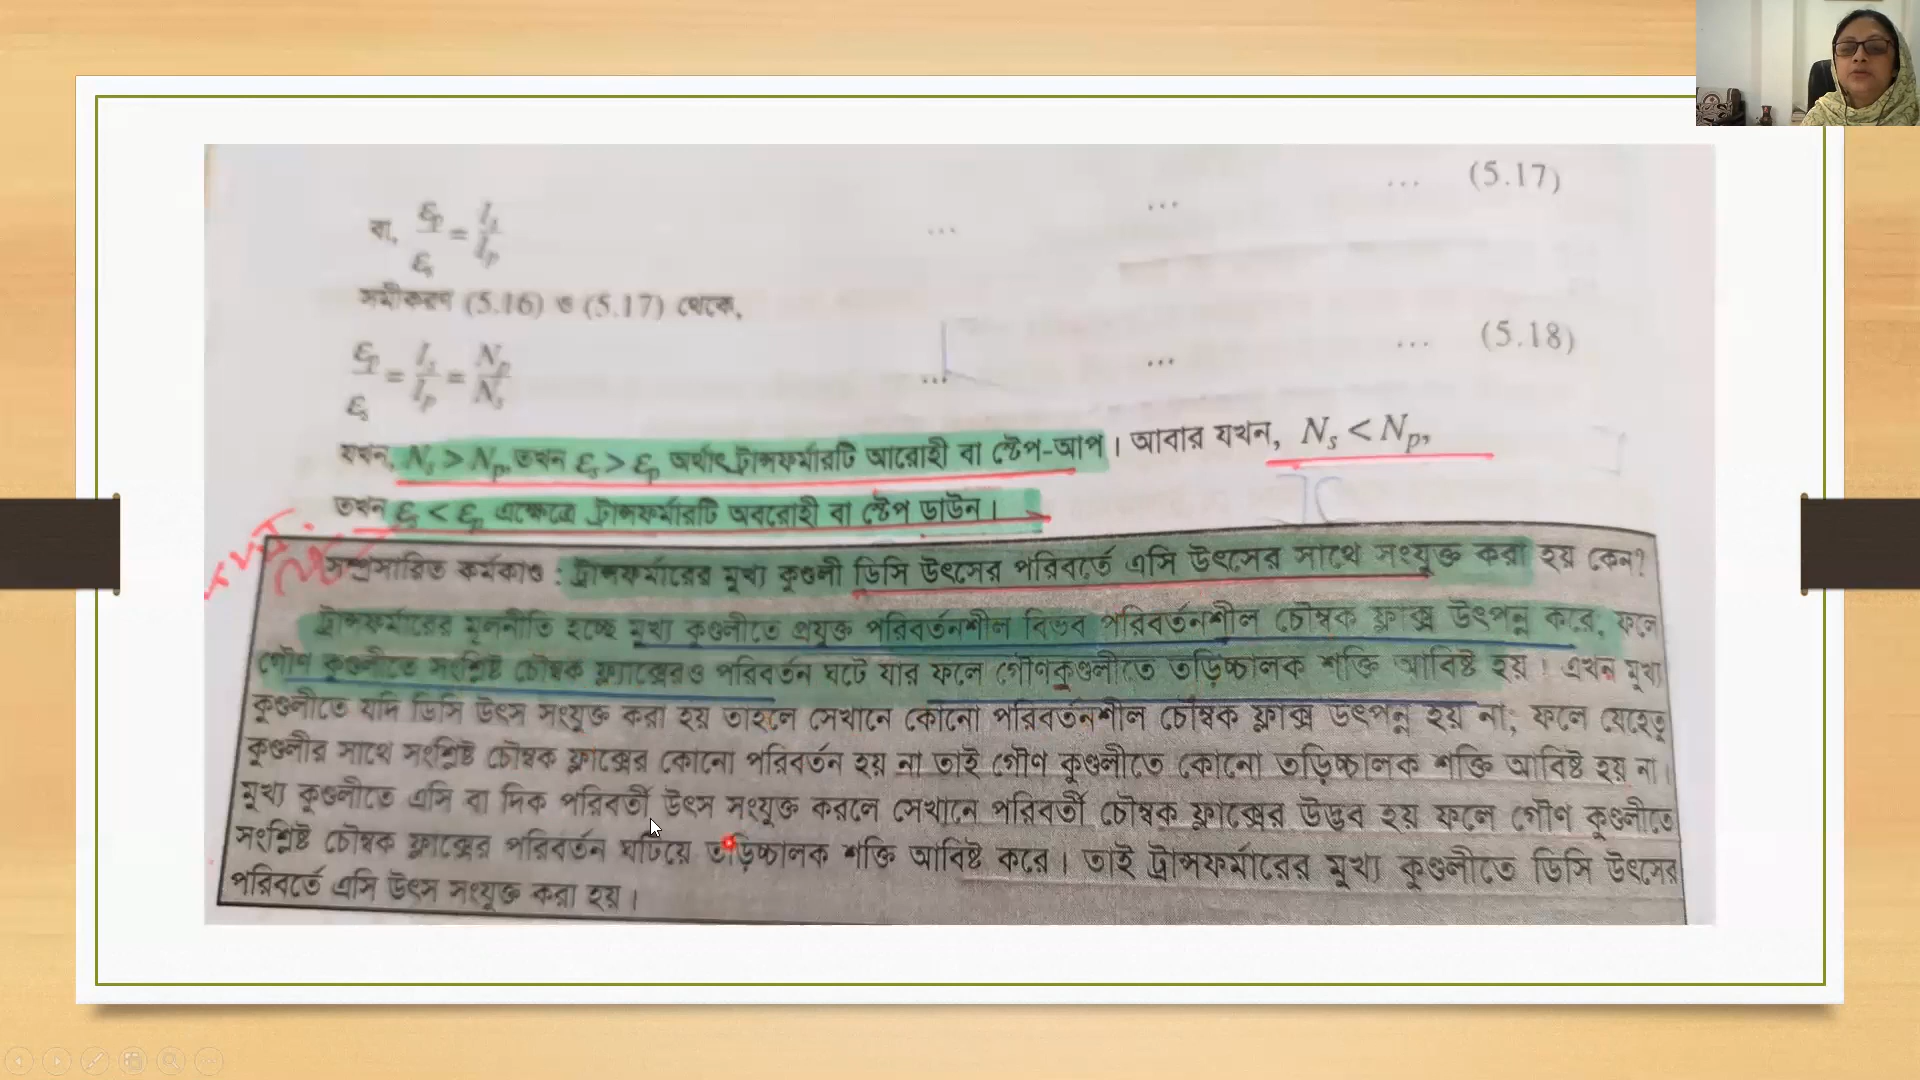 ... ... ... (5.17)
বা, εp/εs = Is/Ip
সমীকরণ (5.16) ও (5.17) থেকে,
εp/εs = Is/Ip = Np/Ns ... ... ... (5.18)
যখন, Ns > Np, তখন εs > εp অর্থাৎ ট্রান্সফর্মারটি আরোহী বা স্টেপ-আপ। আবার যখন, Ns < Np,
তখন εs < εp এক্ষেত্রে ট্রান্সফর্মারটি অবরোহী বা স্টেপ ডাউন।
সম্প্রসারিত কর্মকাণ্ড : ট্রান্সফর্মারের মুখ্য কুণ্ডলী ডিসি উৎসের পরিবর্তে এসি উৎসের সাথে সংযুক্ত করা হয় কেন?
ট্রান্সফর্মারের মূলনীতি হচ্ছে মুখ্য কুণ্ডলীতে প্রযুক্ত পরিবর্তনশীল বিভব পরিবর্তনশীল চৌম্বক ফ্লাক্স উৎপন্ন করে, ফলে
গৌণ কুণ্ডলীতে সংশ্লিষ্ট চৌম্বক ফ্ল্যাক্সেরও পরিবর্তন ঘটে যার ফলে গৌণকুণ্ডলীতে তড়িচ্চালক শক্তি আবিষ্ট হয়। এখন মুখ্য
কুণ্ডলীতে যদি ডিসি উৎস সংযুক্ত করা হয় তাহলে সেখানে কোনো পরিবর্তনশীল চৌম্বক ফ্লাক্স উৎপন্ন হয় না; ফলে যেহেতু
কুণ্ডলীর সাথে সংশ্লিষ্ট চৌম্বক ফ্লাক্সের কোনো পরিবর্তন হয় না তাই গৌণ কুণ্ডলীতে কোনো তড়িচ্চালক শক্তি আবিষ্ট হয় না।
মুখ্য কুণ্ডলীতে এসি বা দিক পরিবর্তী উৎস সংযুক্ত করলে সেখানে পরিবর্তী চৌম্বক ফ্লাক্সের উদ্ভব হয় ফলে গৌণ কুণ্ডলীতে
সংশ্লিষ্ট চৌম্বক ফ্লাক্সের পরিবর্তন ঘটিয়ে তড়িচ্চালক শক্তি আবিষ্ট করে। তাই ট্রান্সফর্মারের মুখ্য কুণ্ডলীতে ডিসি উৎসের
পরিবর্তে এসি উৎস সংযুক্ত করা হয়।